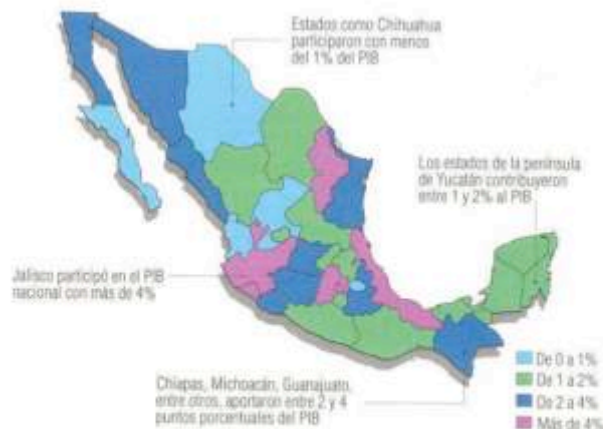 Estados como Chihuahua
participaron con menos
del 1% del PIB
Los estados de la península
de Yucatán contribuyeron
entre 1 y 2% al PIB
Jalisco participó en el PIB
nacional con más de 4%
Chiapas, Michoacán, Guanajuato,
entre otros, aportaron entre 2 y 4
puntos porcentuales del PIB
De 0 a 1%
De 1 a 2%
De 2 a 4%
Más de 4%